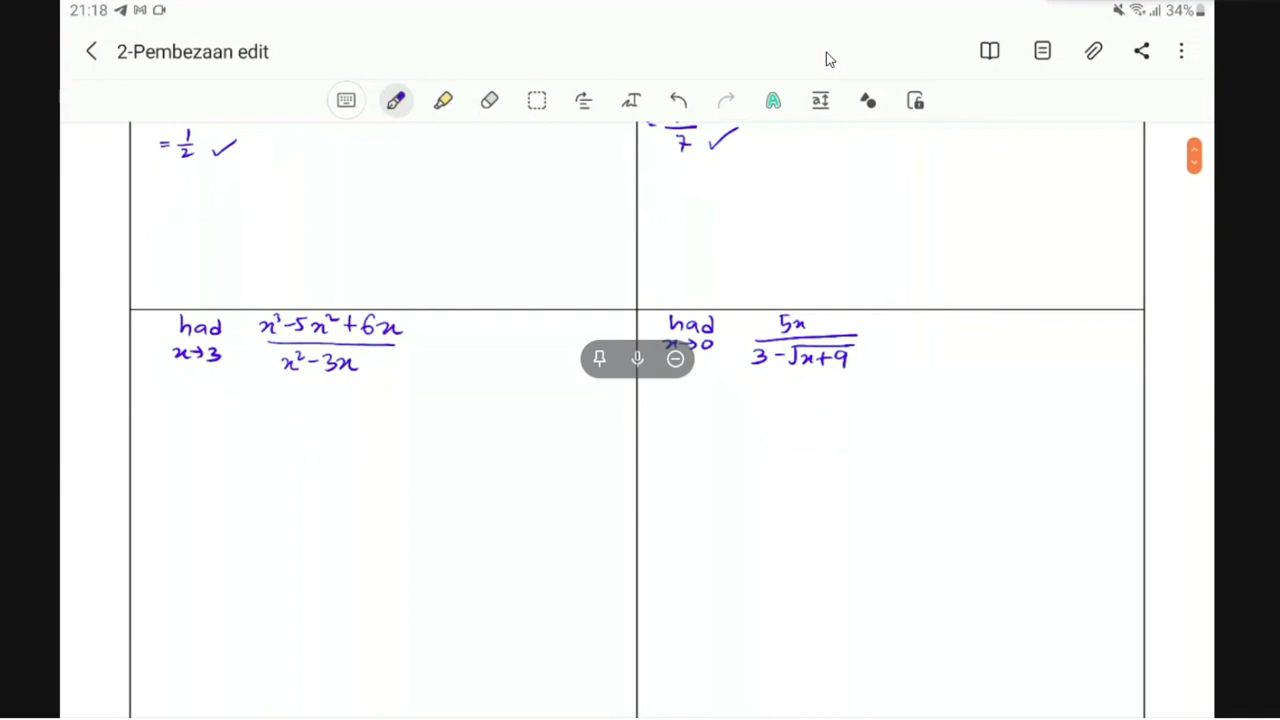 21:18 34%
2-Pembezaan edit
= 1/2 ✓
7 ✓
had x→3 (x³-5x²+6x)/(x²-3x)
had x→0 5x/(3-√(x+9))